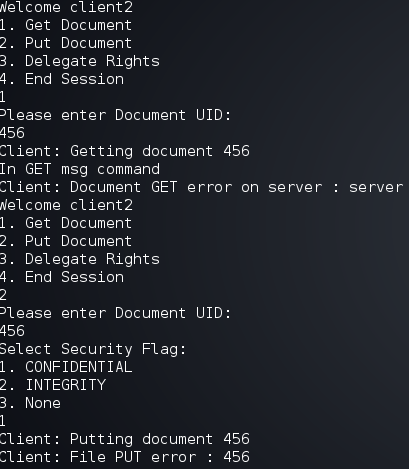 Welcome client2
1. Get Document
2. Put Document
3. Delegate Rights
4. End Session
1
Please enter Document UID:
456
Client: Getting document 456
In GET msg command
Client: Document GET error on server : server
Welcome client2
1. Get Document
2. Put Document
3. Delegate Rights
4. End Session
2
Please enter Document UID:
456
Select Security Flag:
1. CONFIDENTIAL
2. INTEGRITY
3. None
1
Client: Putting document 456
Client: File PUT error : 456